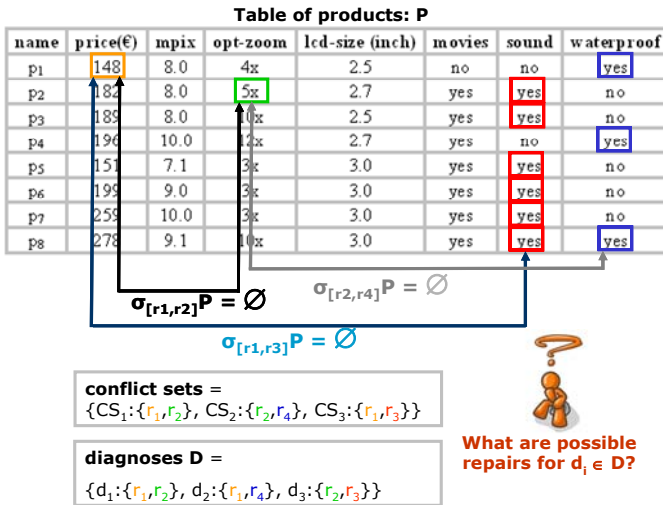 Table of products: P
name price(€) mpix opt-zoom lcd-size (inch) movies sound waterproof
p1 148 8.0 4x 2.5 no no yes
p2 182 8.0 5x 2.7 yes yes no
p3 189 8.0 10x 2.5 yes yes no
p4 196 10.0 12x 2.7 yes no yes
p5 151 7.1 3x 3.0 yes yes no
p6 199 9.0 3x 3.0 yes yes no
p7 259 10.0 3x 3.0 yes yes no
p8 278 9.1 10x 3.0 yes yes yes
σ[r1,r2]P = ∅
σ[r2,r4]P = ∅
σ[r1,r3]P = ∅
conflict sets =
{CS1:{r1,r2}, CS2:{r2,r4}, CS3:{r1,r3}}
diagnoses D =
{d1:{r1,r2}, d2:{r1,r4}, d3:{r2,r3}}
?
What are possible
repairs for di ∈ D?